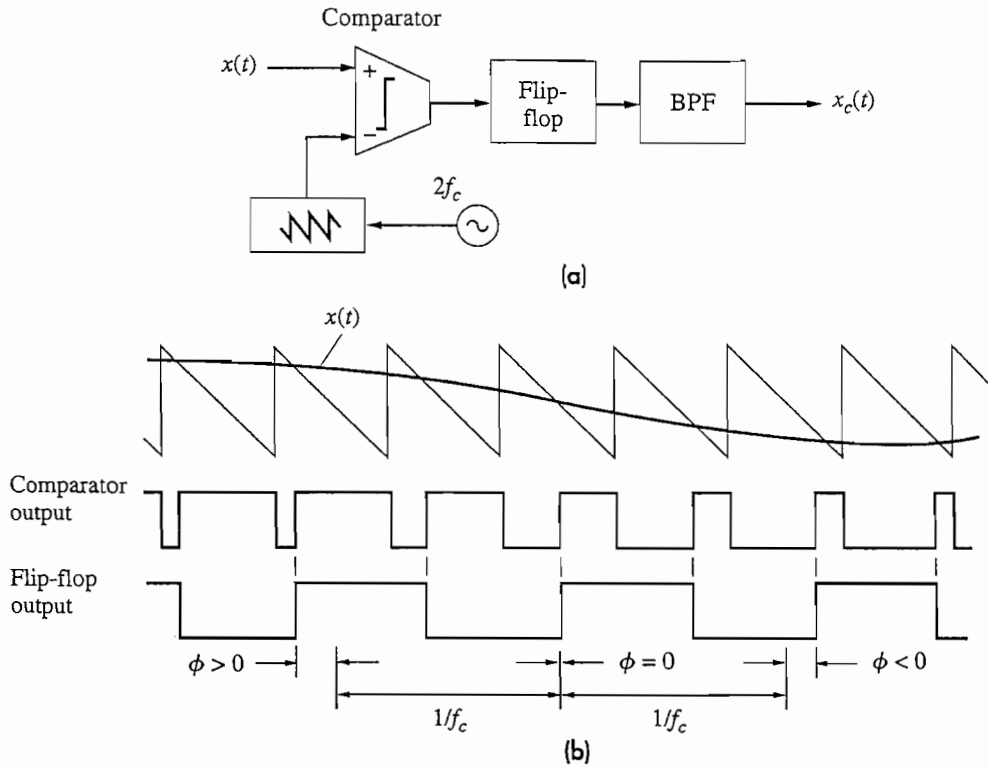 Comparator
x(t)
+
−
Flip-
flop
BPF
x_c(t)
2f_c
(a)
x(t)
Comparator
output
Flip-flop
output
ϕ > 0
ϕ = 0
ϕ < 0
1/f_c
1/f_c
(b)